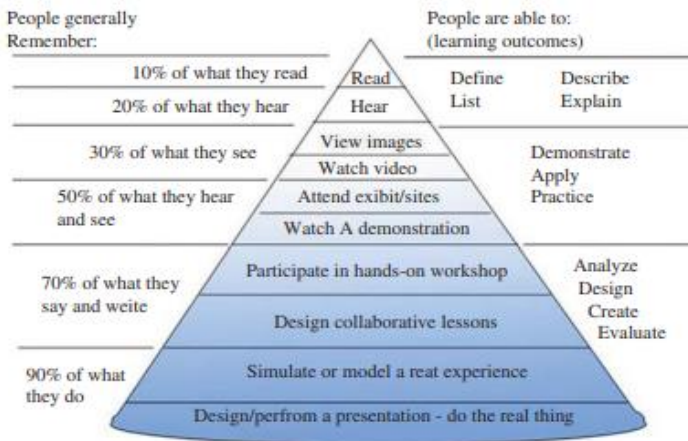 People generally
Remember:
People are able to:
(learning outcomes)
10% of what they read
Read
Define
Describe
20% of what they hear
Hear
List
Explain
30% of what they see
View images
Watch video
Demonstrate
Apply
Practice
50% of what they hear
and see
Attend exibit/sites
Watch A demonstration
70% of what they
say and weite
Participate in hands-on workshop
Design collaborative lessons
Analyze
Design
Create
Evaluate
90% of what
they do
Simulate or model a reat experience
Design/perfrom a presentation - do the real thing